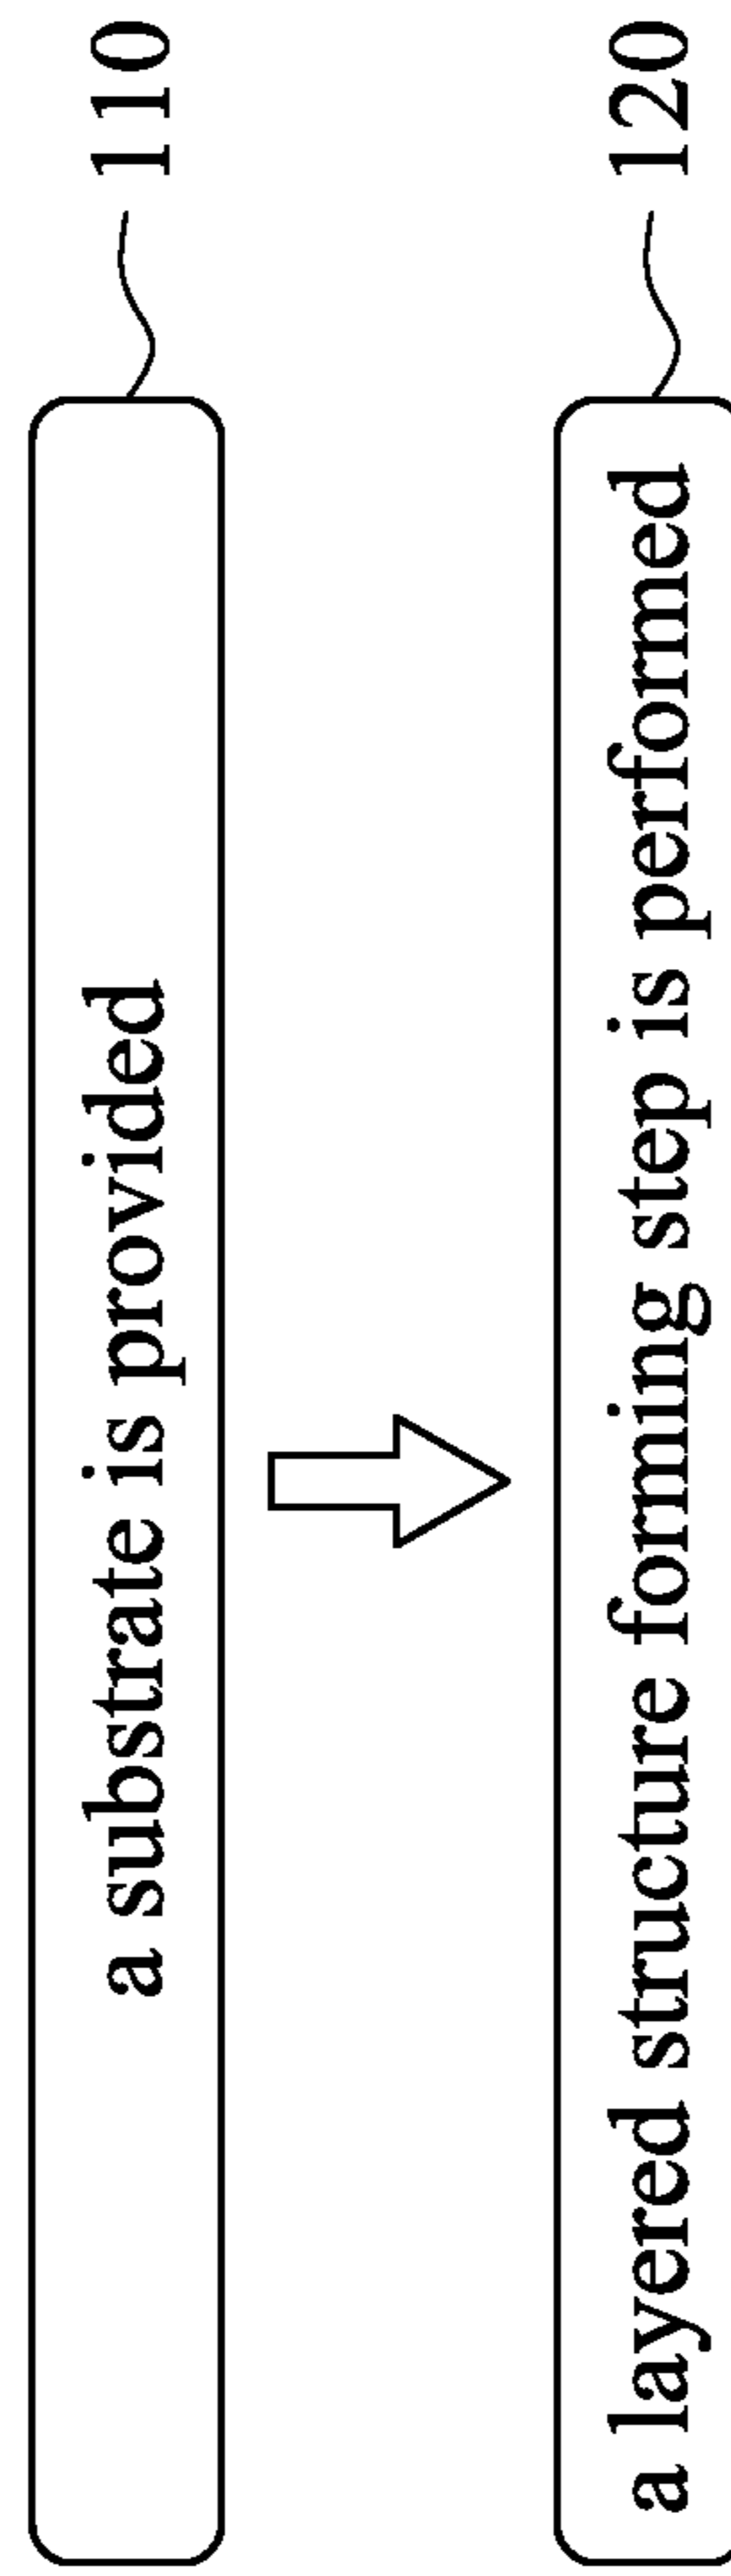 a substrate is provided
110
a layered structure forming step is performed
120